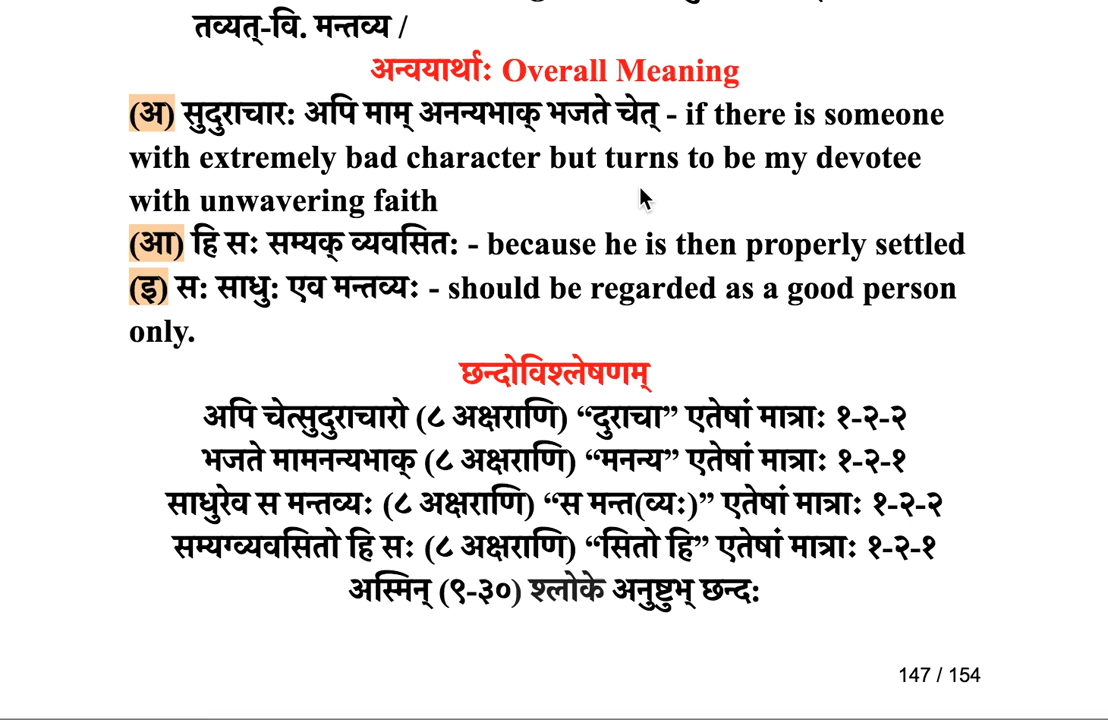 तव्यत्-वि. मन्तव्य /
अन्वयार्थाः Overall Meaning
(अ) सुदुराचार: अपि माम् अनन्यभाक् भजते चेत् - if there is someone
with extremely bad character but turns to be my devotee
with unwavering faith
(आ) हि सः सम्यक् व्यवसित: - because he is then properly settled
(इ) स: साधु: एव मन्तव्यः - should be regarded as a good person
only.
छन्दोविश्लेषणम्
अपि चेत्सुदुराचारो (८ अक्षराणि) “दुराचा” एतेषां मात्राः १-२-२
भजते मामनन्यभाक् (८ अक्षराणि) “मनन्य” एतेषां मात्राः १-२-१
साधुरेव स मन्तव्यः (८ अक्षराणि) “स मन्त(व्यः)” एतेषां मात्राः १-२-२
सम्यग्व्यवसितो हि सः (८ अक्षराणि) “सितो हि” एतेषां मात्राः १-२-१
अस्मिन् (९-३०) श्लोके अनुष्टुभ् छन्द:
147 / 154